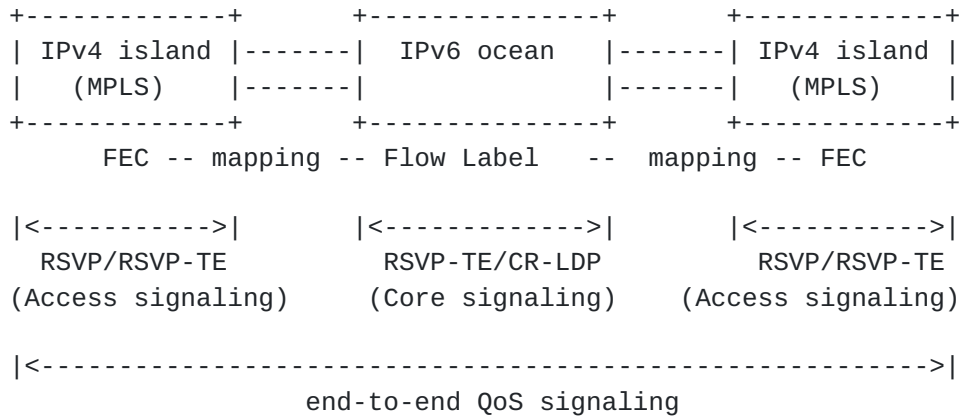 +-------------+       +---------------+       +-------------+
| IPv4 island |-------|  IPv6 ocean   |-------| IPv4 island |
|   (MPLS)    |-------|               |-------|   (MPLS)    |
+-------------+       +---------------+       +-------------+
FEC -- mapping -- Flow Label   --  mapping -- FEC
|<----------->|       |<------------->|       |<----------->|
RSVP/RSVP-TE          RSVP-TE/CR-LDP          RSVP/RSVP-TE
(Access signaling)     (Core signaling)    (Access signaling)
|<--------------------------------------------------------->|
end-to-end QoS signaling